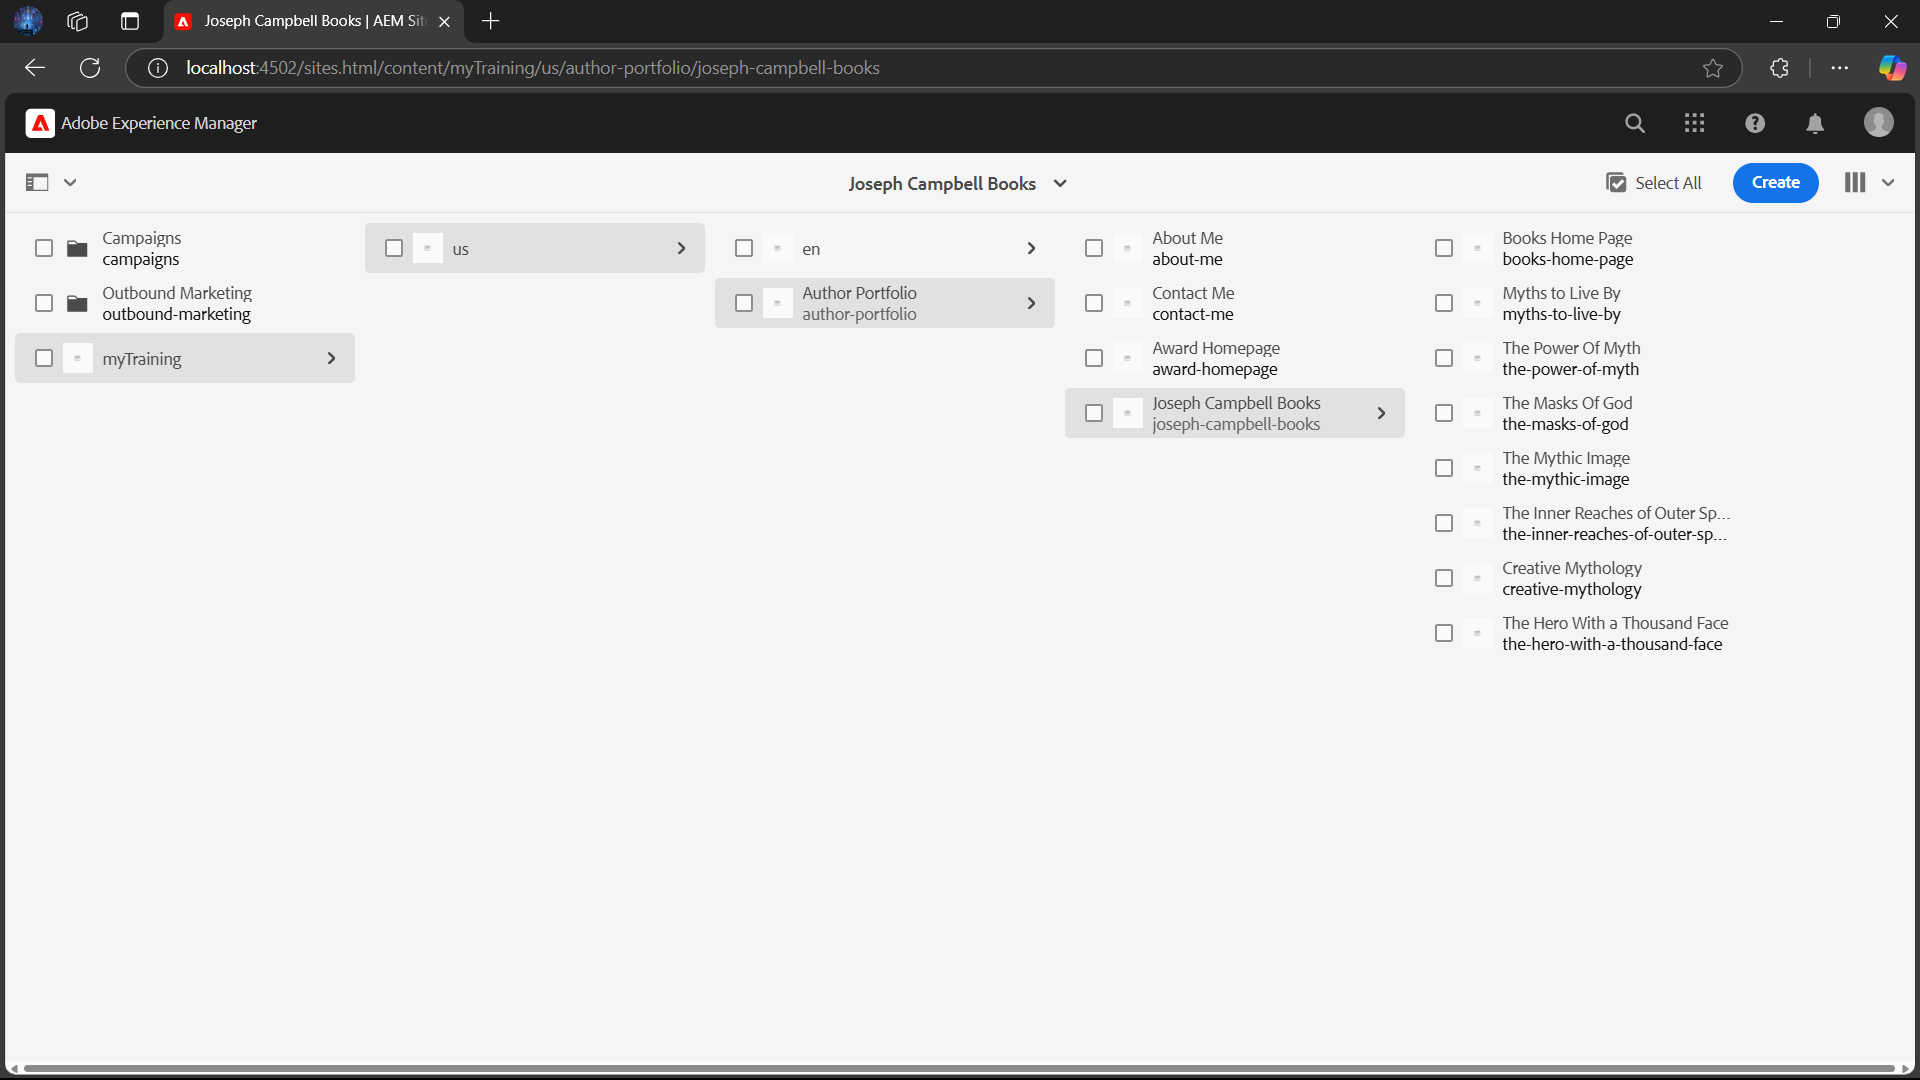 Joseph Campbell Books | AEM Sit
localhost:4502/sites.html/content/myTraining/us/author-portfolio/joseph-campbell-books
Adobe Experience Manager
Joseph Campbell Books
Select All
Create
Campaigns
campaigns
Outbound Marketing
outbound-marketing
myTraining
us
en
Author Portfolio
author-portfolio
About Me
about-me
Contact Me
contact-me
Award Homepage
award-homepage
Joseph Campbell Books
joseph-campbell-books
Books Home Page
books-home-page
Myths to Live By
myths-to-live-by
The Power Of Myth
the-power-of-myth
The Masks Of God
the-masks-of-god
The Mythic Image
the-mythic-image
The Inner Reaches of Outer Sp...
the-inner-reaches-of-outer-sp...
Creative Mythology
creative-mythology
The Hero With a Thousand Face
the-hero-with-a-thousand-face